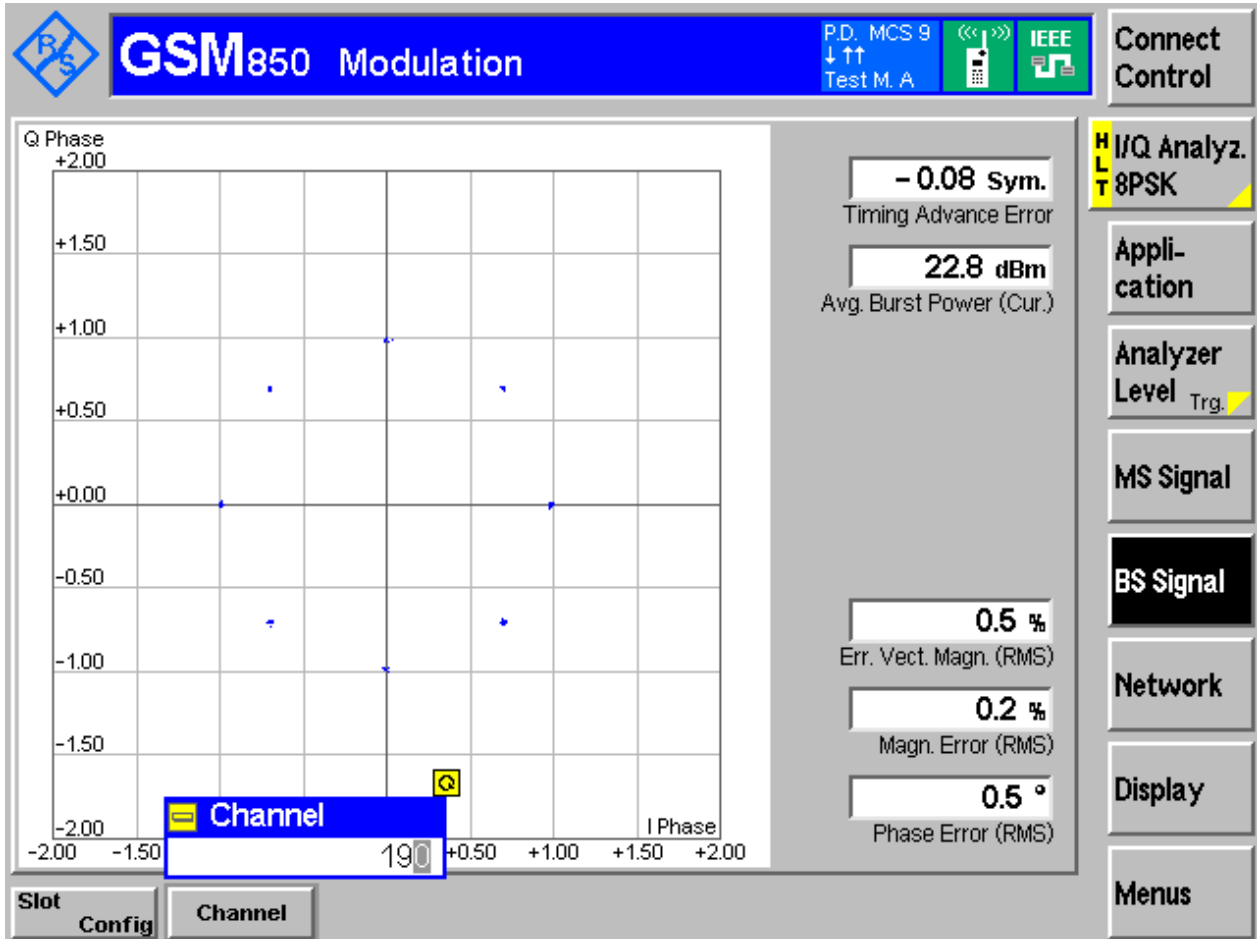 R/S
GSM850 Modulation
P.D. MCS 9
↓ ↑↑
Test M. A
IEEE
Connect
Control
Q Phase
+2.00
+1.50
+1.00
+0.50
+0.00
−0.50
−1.00
−1.50
−2.00
I Phase
−2.00 −1.50 +0.50 +1.00 +1.50 +2.00
Q
Channel
190
− 0.08 Sym.
Timing Advance Error
22.8 dBm
Avg. Burst Power (Cur.)
0.5 %
Err. Vect. Magn. (RMS)
0.2 %
Magn. Error (RMS)
0.5 °
Phase Error (RMS)
HLT
I/Q Analyz.
8PSK
Appli-
cation
Analyzer
Level Trg.
MS Signal
BS Signal
Network
Display
Menus
Slot
Config
Channel